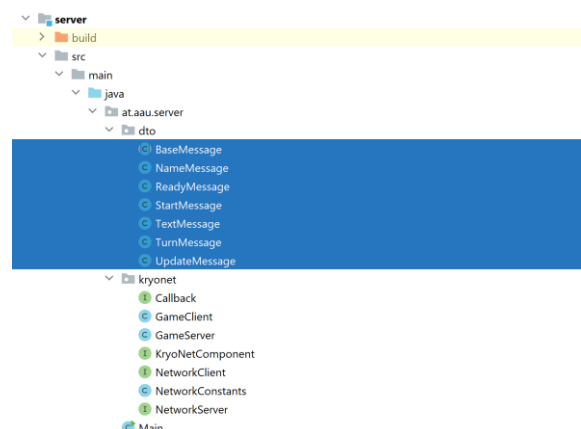 server
build
src
main
java
at.aau.server
dto
BaseMessage
NameMessage
ReadyMessage
StartMessage
TextMessage
TurnMessage
UpdateMessage
kryonet
Callback
GameClient
GameServer
KryoNetComponent
NetworkClient
NetworkConstants
NetworkServer
Main